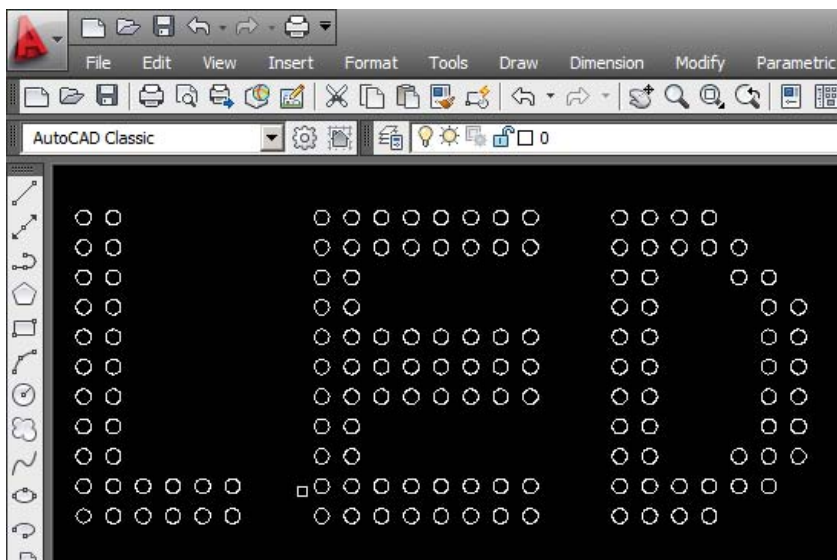 File Edit View Insert Format Tools Draw Dimension Modify Parametric
AutoCAD Classic
0
LED